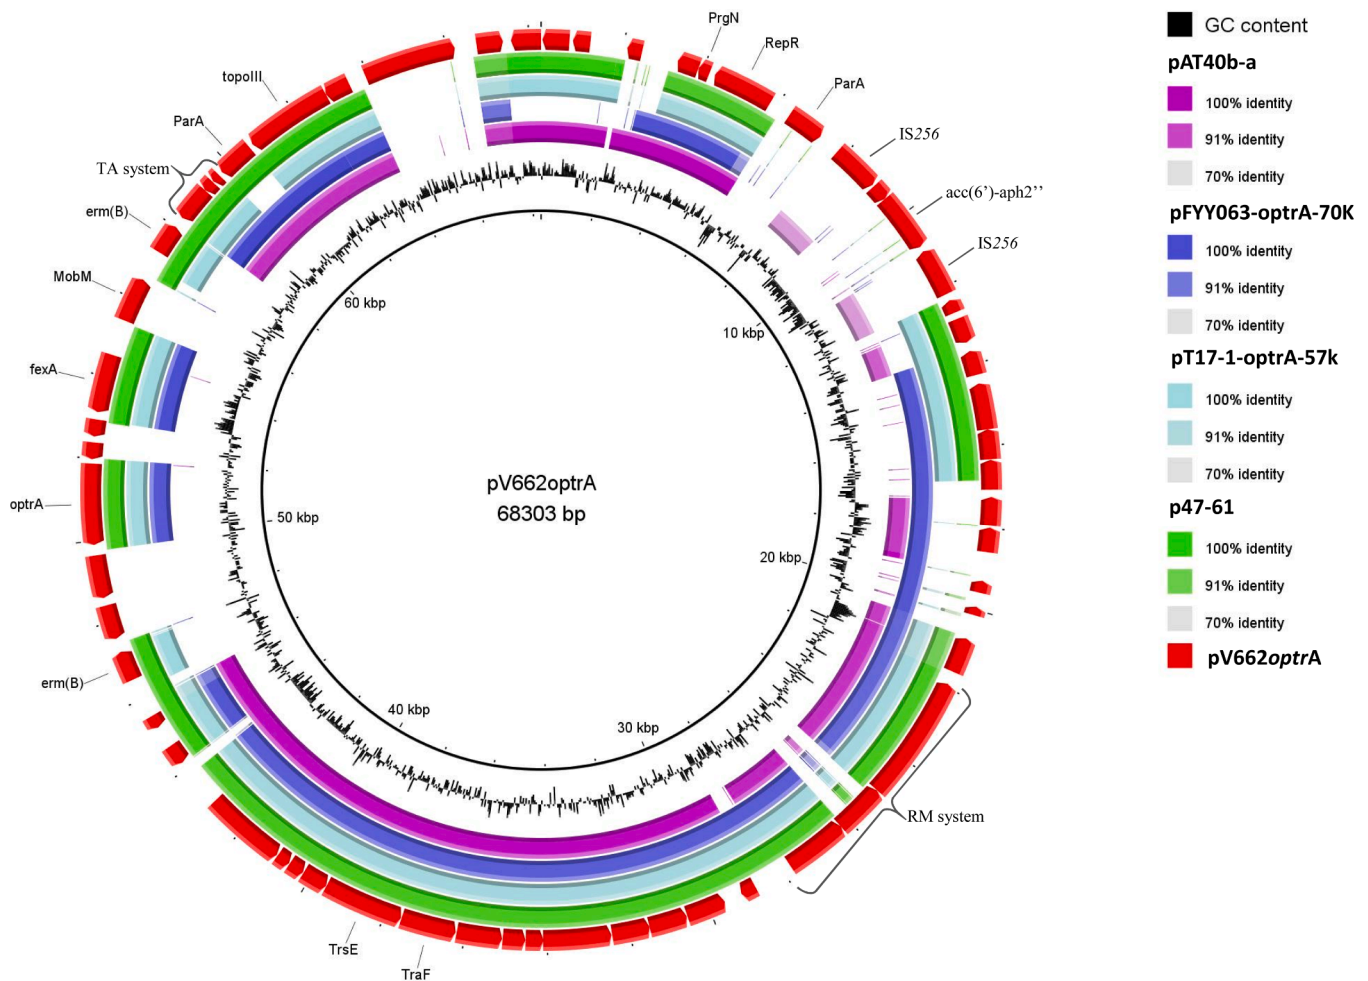 PrgN
RepR
ParA
IS256
acc(6')-aph2''
IS256
topoIII
ParA
TA system
erm(B)
MobM
fexA
optrA
erm(B)
TrsE
TraF
RM system
60 kbp
10 kbp
50 kbp
20 kbp
40 kbp
30 kbp
pV662optrA
68303 bp
GC content
pAT40b-a
100% identity
91% identity
70% identity
pFYY063-optrA-70K
100% identity
91% identity
70% identity
pT17-1-optrA-57k
100% identity
91% identity
70% identity
p47-61
100% identity
91% identity
70% identity
pV662optrA